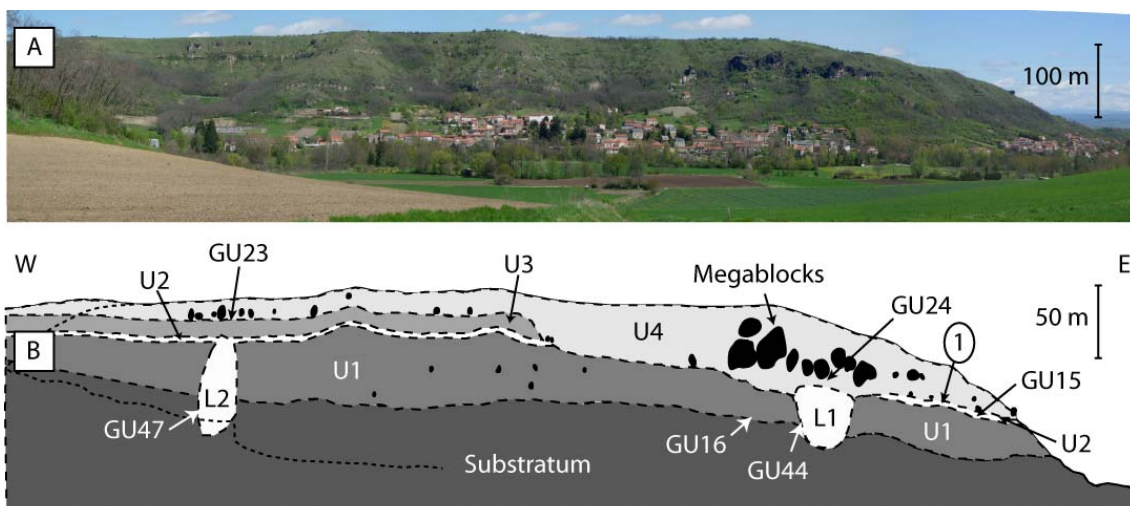 A
100 m
W
GU23
U2
U3
Megablocks
E
GU24
50 m
1
U4
B
U1
GU15
L2
L1
U1
U2
GU47
GU16
GU44
Substratum